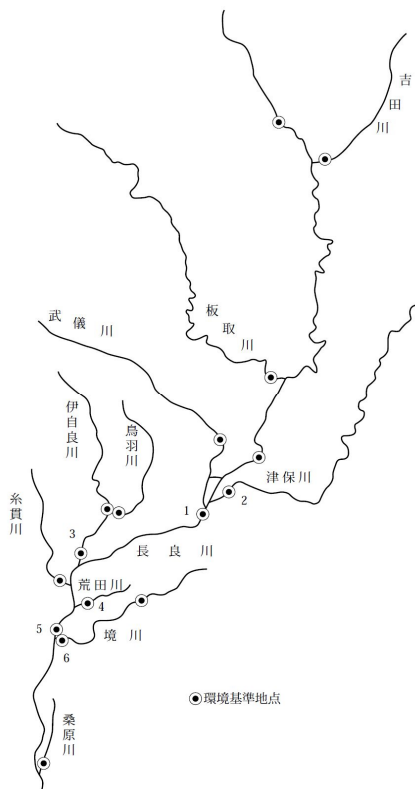 吉田川
板取川
武儀川
伊自良川
鳥羽川
津保川
糸貫川
1
2
3
長良川
荒田川
4
5
境川
6
◉環境基準地点
桑原川